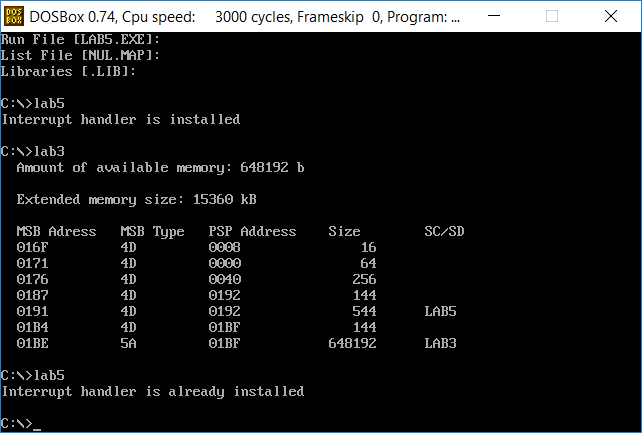 DOS BOX
DOSBox 0.74, Cpu speed: 3000 cycles, Frameskip 0, Program: ...
Run File [LAB5.EXE]:
List File [NUL.MAP]:
Libraries [.LIB]:
C:\>lab5
Interrupt handler is installed
C:\>lab3
Amount of available memory: 648192 b
Extended memory size: 15360 kB
MSB Adress MSB Type PSP Address Size SC/SD
016F 4D 0008 16
0171 4D 0000 64
0176 4D 0040 256
0187 4D 0192 144
0191 4D 0192 544 LAB5
01B4 4D 01BF 144
01BE 5A 01BF 648192 LAB3
C:\>lab5
Interrupt handler is already installed
C:\>_